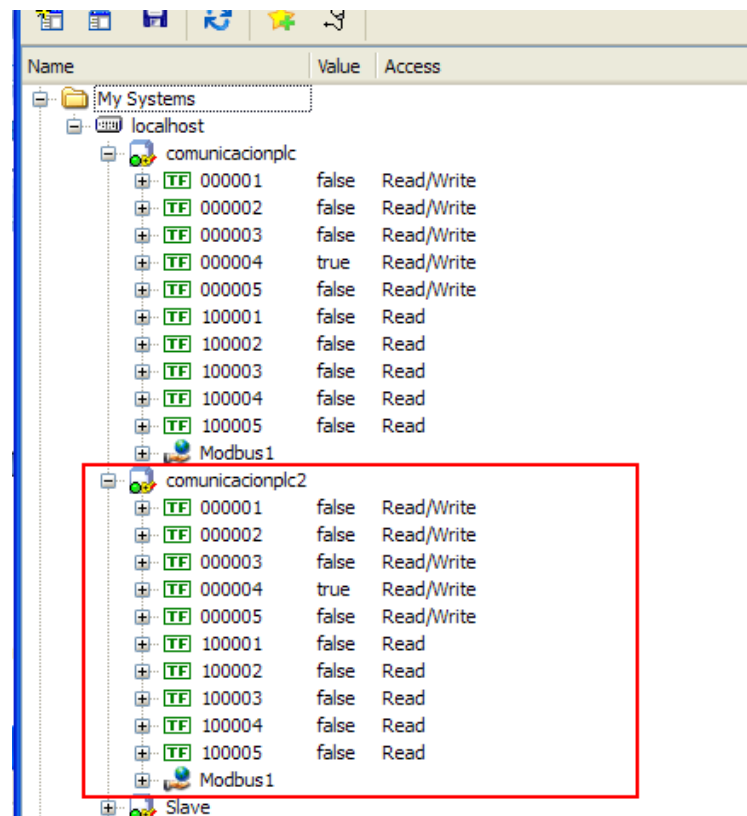 Name Value Access
My Systems
localhost
comunicacionplc
TF 000001 false Read/Write
TF 000002 false Read/Write
TF 000003 false Read/Write
TF 000004 true Read/Write
TF 000005 false Read/Write
TF 100001 false Read
TF 100002 false Read
TF 100003 false Read
TF 100004 false Read
TF 100005 false Read
Modbus1
comunicacionplc2
TF 000001 false Read/Write
TF 000002 false Read/Write
TF 000003 false Read/Write
TF 000004 true Read/Write
TF 000005 false Read/Write
TF 100001 false Read
TF 100002 false Read
TF 100003 false Read
TF 100004 false Read
TF 100005 false Read
Modbus1
Slave